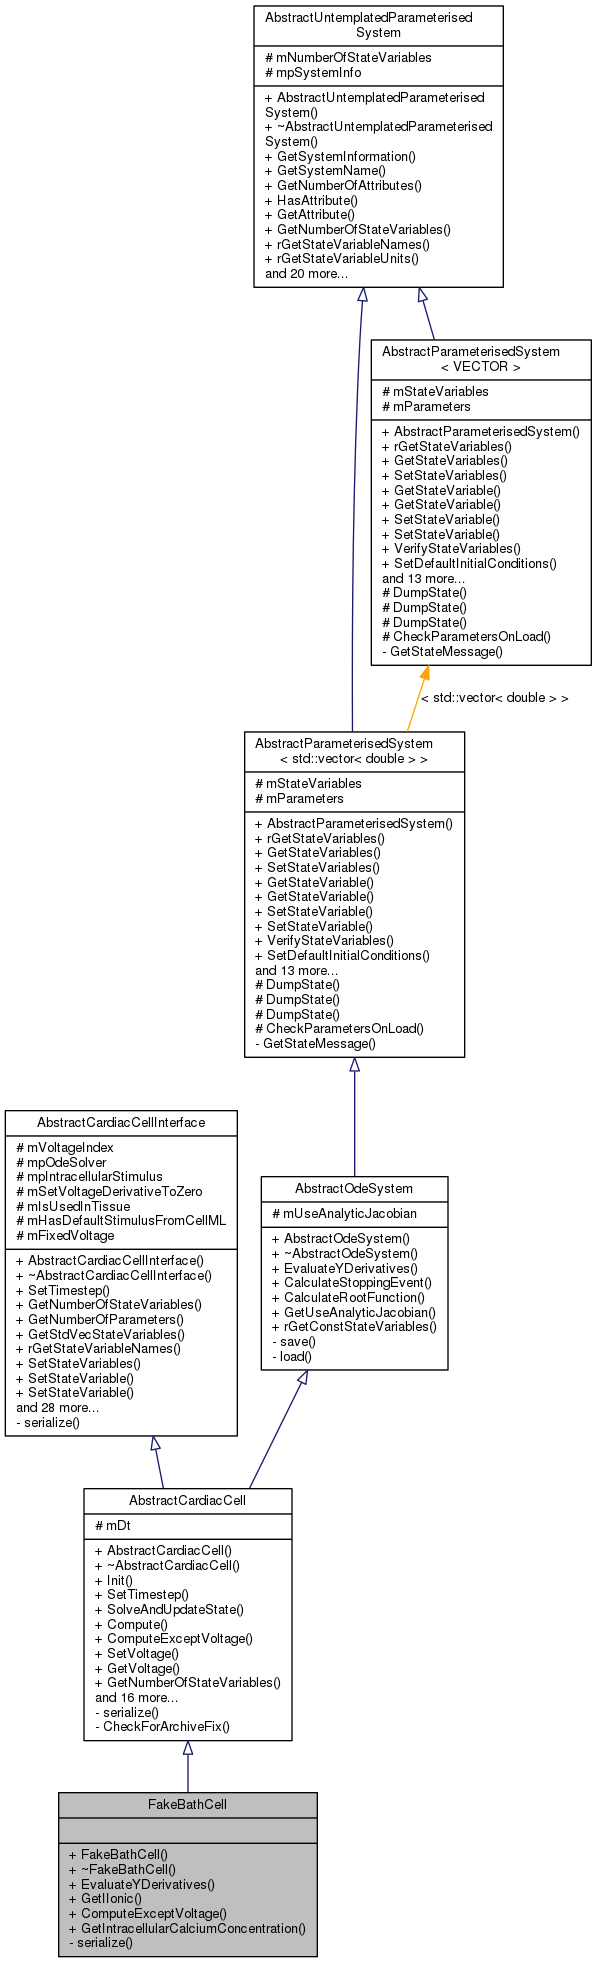 AbstractUntemplatedParameterised
System
# mNumberOfStateVariables
# mpSystemInfo
+ AbstractUntemplatedParameterised
System()
+ ~AbstractUntemplatedParameterised
System()
+ GetSystemInformation()
+ GetSystemName()
+ GetNumberOfAttributes()
+ HasAttribute()
+ GetAttribute()
+ GetNumberOfStateVariables()
+ rGetStateVariableNames()
+ rGetStateVariableUnits()
and 20 more...
AbstractParameterisedSystem
< VECTOR >
# mStateVariables
# mParameters
+ AbstractParameterisedSystem()
+ rGetStateVariables()
+ GetStateVariables()
+ SetStateVariables()
+ GetStateVariable()
+ GetStateVariable()
+ SetStateVariable()
+ SetStateVariable()
+ VerifyStateVariables()
+ SetDefaultInitialConditions()
and 13 more...
# DumpState()
# DumpState()
# DumpState()
# CheckParametersOnLoad()
- GetStateMessage()
< std::vector< double > >
AbstractParameterisedSystem
< std::vector< double > >
# mStateVariables
# mParameters
+ AbstractParameterisedSystem()
+ rGetStateVariables()
+ GetStateVariables()
+ SetStateVariables()
+ GetStateVariable()
+ GetStateVariable()
+ SetStateVariable()
+ SetStateVariable()
+ VerifyStateVariables()
+ SetDefaultInitialConditions()
and 13 more...
# DumpState()
# DumpState()
# DumpState()
# CheckParametersOnLoad()
- GetStateMessage()
AbstractCardiacCellInterface
# mVoltageIndex
# mpOdeSolver
# mpIntracellularStimulus
# mSetVoltageDerivativeToZero
# mIsUsedInTissue
# mHasDefaultStimulusFromCellML
# mFixedVoltage
+ AbstractCardiacCellInterface()
+ ~AbstractCardiacCellInterface()
+ SetTimestep()
+ GetNumberOfStateVariables()
+ GetNumberOfParameters()
+ GetStdVecStateVariables()
+ rGetStateVariableNames()
+ SetStateVariables()
+ SetStateVariable()
+ SetStateVariable()
and 28 more...
- serialize()
AbstractOdeSystem
# mUseAnalyticJacobian
+ AbstractOdeSystem()
+ ~AbstractOdeSystem()
+ EvaluateYDerivatives()
+ CalculateStoppingEvent()
+ CalculateRootFunction()
+ GetUseAnalyticJacobian()
+ rGetConstStateVariables()
- save()
- load()
AbstractCardiacCell
# mDt
+ AbstractCardiacCell()
+ ~AbstractCardiacCell()
+ Init()
+ SetTimestep()
+ SolveAndUpdateState()
+ Compute()
+ ComputeExceptVoltage()
+ SetVoltage()
+ GetVoltage()
+ GetNumberOfStateVariables()
and 16 more...
- serialize()
- CheckForArchiveFix()
FakeBathCell
+ FakeBathCell()
+ ~FakeBathCell()
+ EvaluateYDerivatives()
+ GetIIonic()
+ ComputeExceptVoltage()
+ GetIntracellularCalciumConcentration()
- serialize()